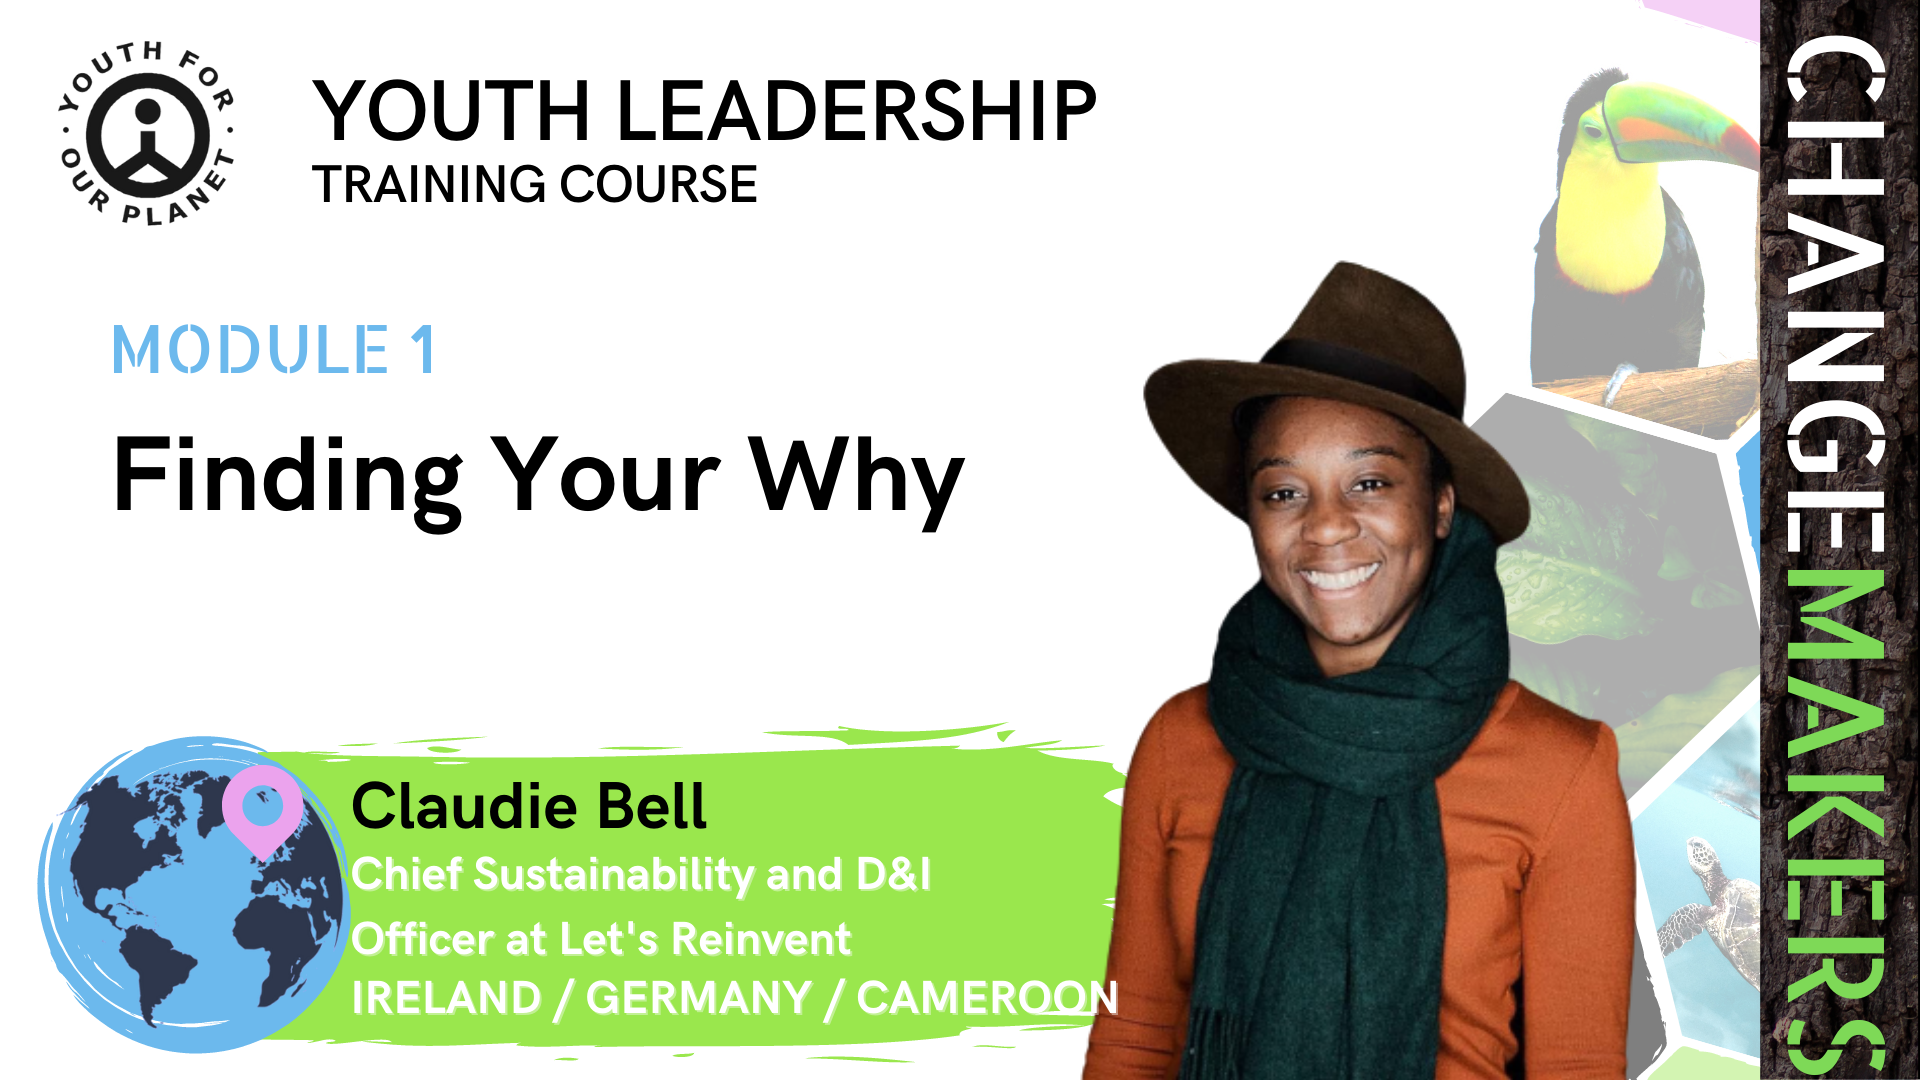 YOUTH FOR
· OUR PLANET ·
YOUTH LEADERSHIP
TRAINING COURSE
MODULE 1
Finding Your Why
Claudie Bell
Chief Sustainability and D&I
Officer at Let's Reinvent
IRELAND / GERMANY / CAMEROON
CHANGEMAKERS